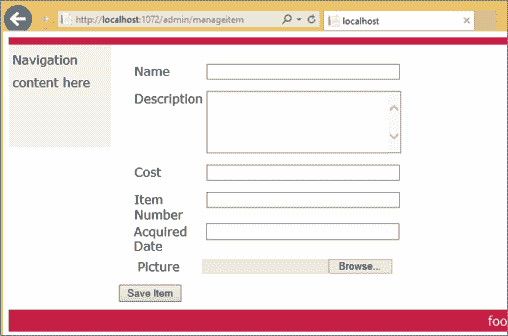 http://localhost:1072/admin/manageitem
localhost
Navigation
content here
Name
Description
Cost
Item
Number
Acquired
Date
Picture
Browse...
Save Item
foo